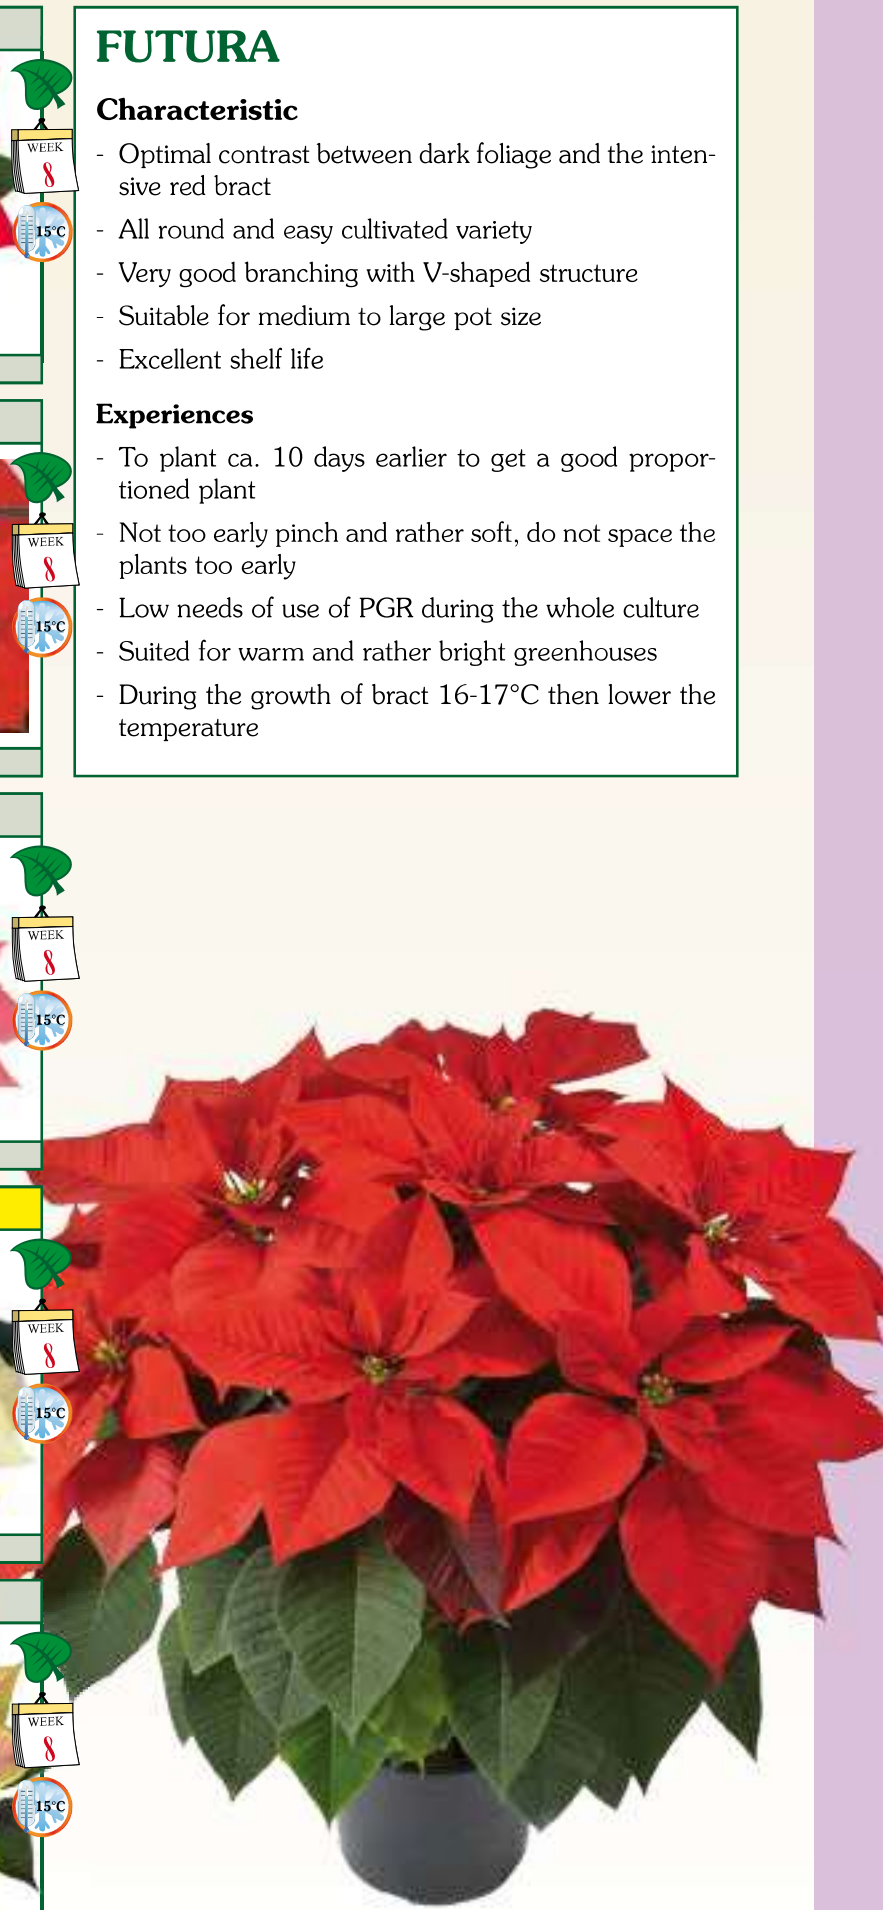 FUTURA
Characteristic
- Optimal contrast between dark foliage and the inten-
sive red bract
- All round and easy cultivated variety
- Very good branching with V-shaped structure
- Suitable for medium to large pot size
- Excellent shelf life
Experiences
- To plant ca. 10 days earlier to get a good propor-
tioned plant
- Not too early pinch and rather soft, do not space the
plants too early
- Low needs of use of PGR during the whole culture
- Suited for warm and rather bright greenhouses
- During the growth of bract 16-17°C then lower the
temperature
WEEK
8
15°C
WEEK
8
15°C
WEEK
8
15°C
WEEK
8
15°C
WEEK
8
15°C